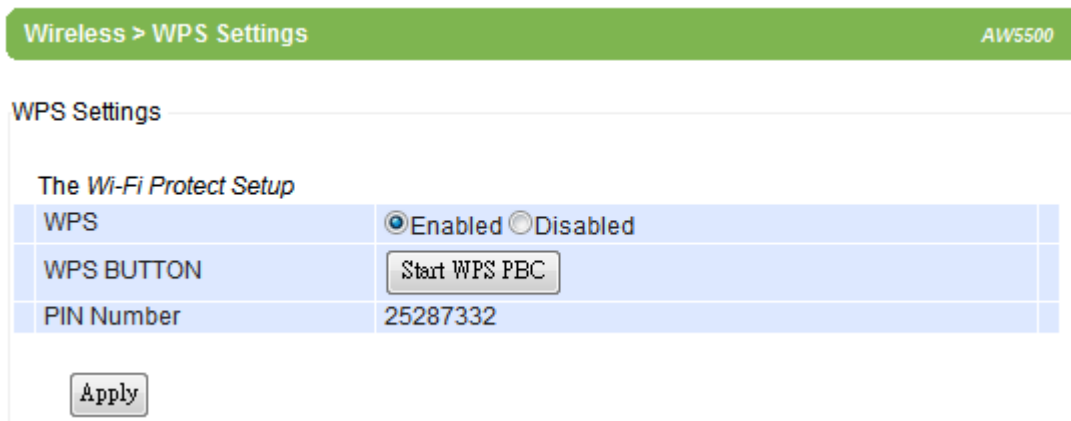 Wireless > WPS Settings AW5500
WPS Settings
The Wi-Fi Protect Setup
WPS Enabled Disabled
WPS BUTTON Start WPS PBC
PIN Number 25287332
Apply